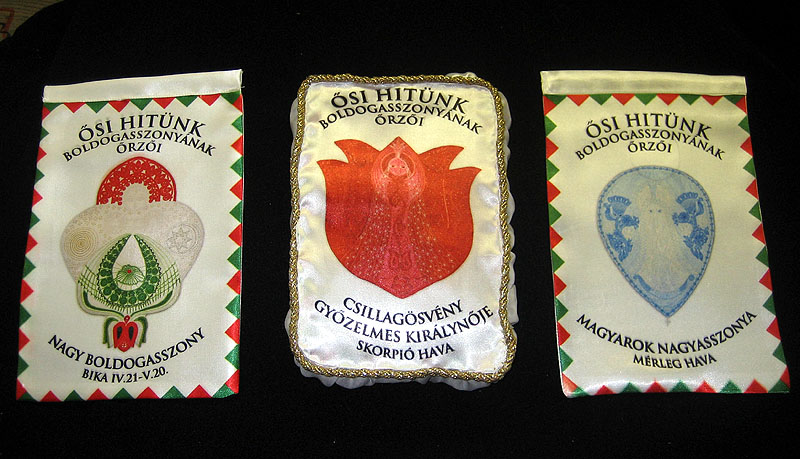 ŐSI HITÜNK
BOLDOGASSZONYÁNAK
ŐRZŐI
NAGY BOLDOGASSZONY
BIKA IV.21-V.20.
ŐSI HITÜNK
BOLDOGASSZONYÁNAK
ŐRZŐI
CSILLAGÖSVÉNY
GYŐZELMES KIRÁLYNŐJE
SKORPIÓ HAVA
ŐSI HITÜNK
BOLDOGASSZONYÁNAK
ŐRZŐI
MAGYAROK NAGYASSZONYA
MÉRLEG HAVA